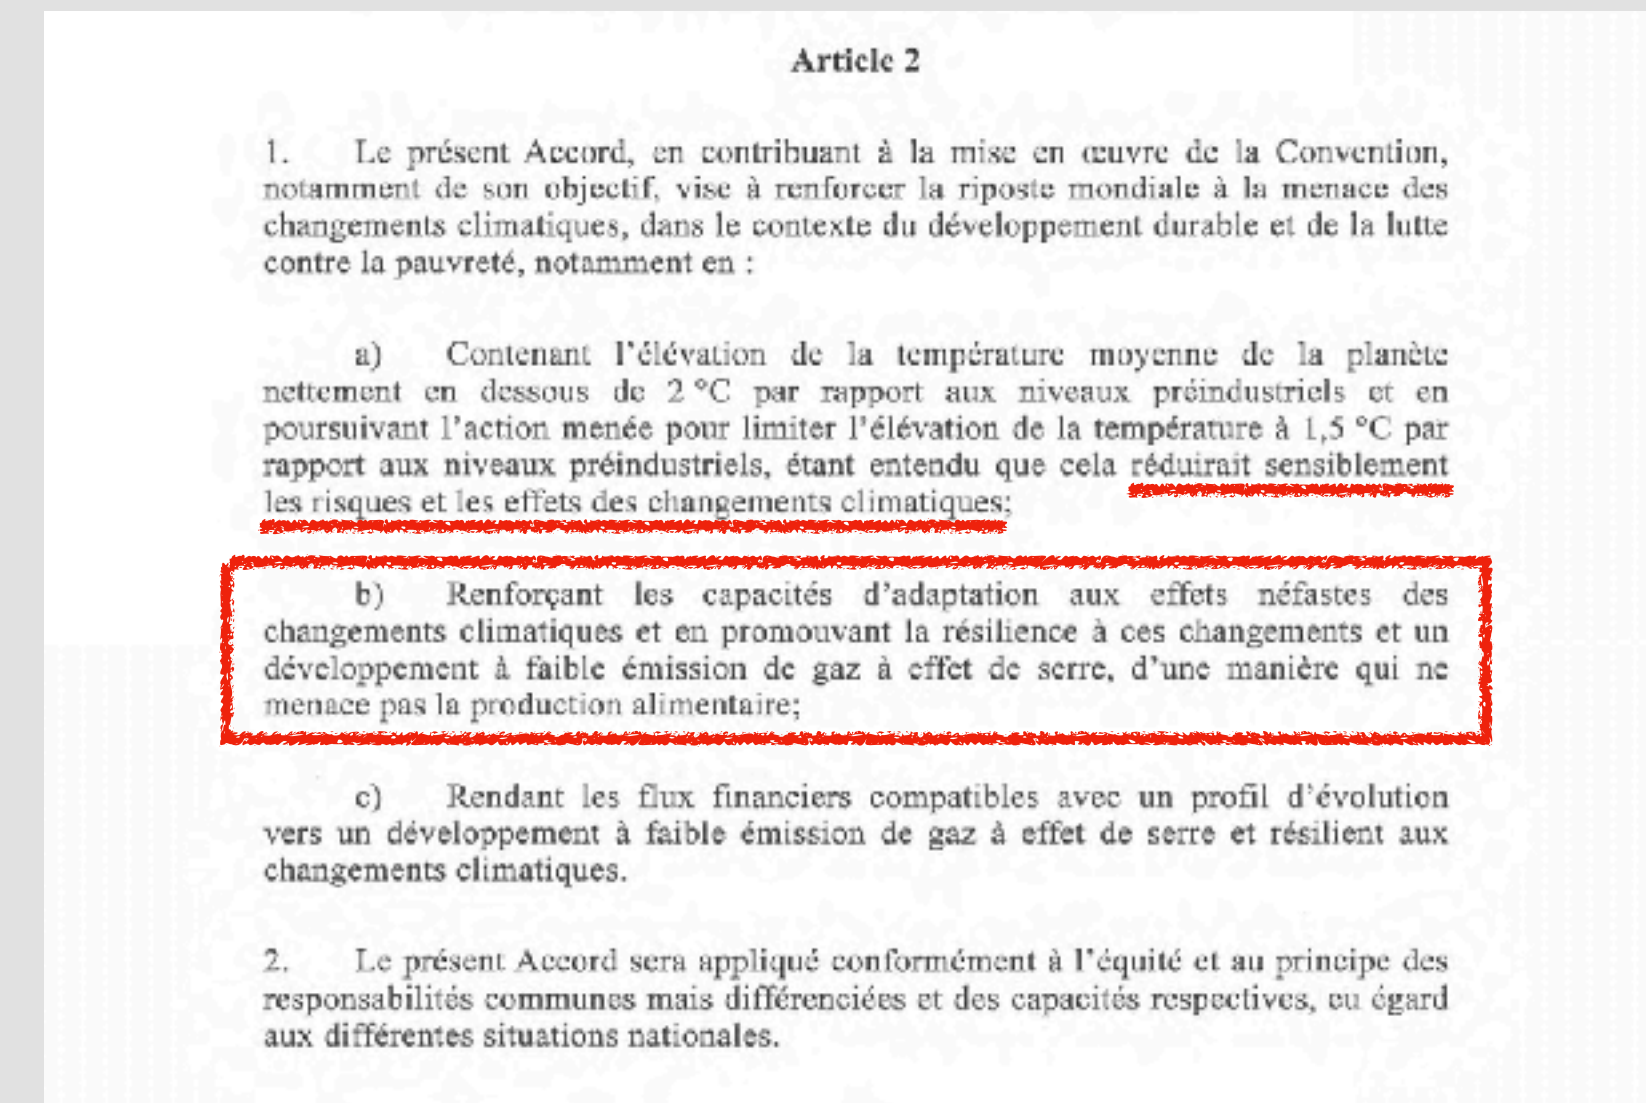 Article 2
1. Le présent Accord, en contribuant à la mise en œuvre de la Convention,
notamment de son objectif, vise à renforcer la riposte mondiale à la menace des
changements climatiques, dans le contexte du développement durable et de la lutte
contre la pauvreté, notamment en :
a) Contenant l'élévation de la température moyenne de la planète
nettement en dessous de 2 °C par rapport aux niveaux préindustriels et en
poursuivant l'action menée pour limiter l'élévation de la température à 1,5 °C par
rapport aux niveaux préindustriels, étant entendu que cela réduirait sensiblement
les risques et les effets des changements climatiques;
b) Renforçant les capacités d'adaptation aux effets néfastes des
changements climatiques et en promouvant la résilience à ces changements et un
développement à faible émission de gaz à effet de serre, d'une manière qui ne
menace pas la production alimentaire;
c) Rendant les flux financiers compatibles avec un profil d'évolution
vers un développement à faible émission de gaz à effet de serre et résilient aux
changements climatiques.
2. Le présent Accord sera appliqué conformément à l'équité et au principe des
responsabilités communes mais différenciées et des capacités respectives, eu égard
aux différentes situations nationales.